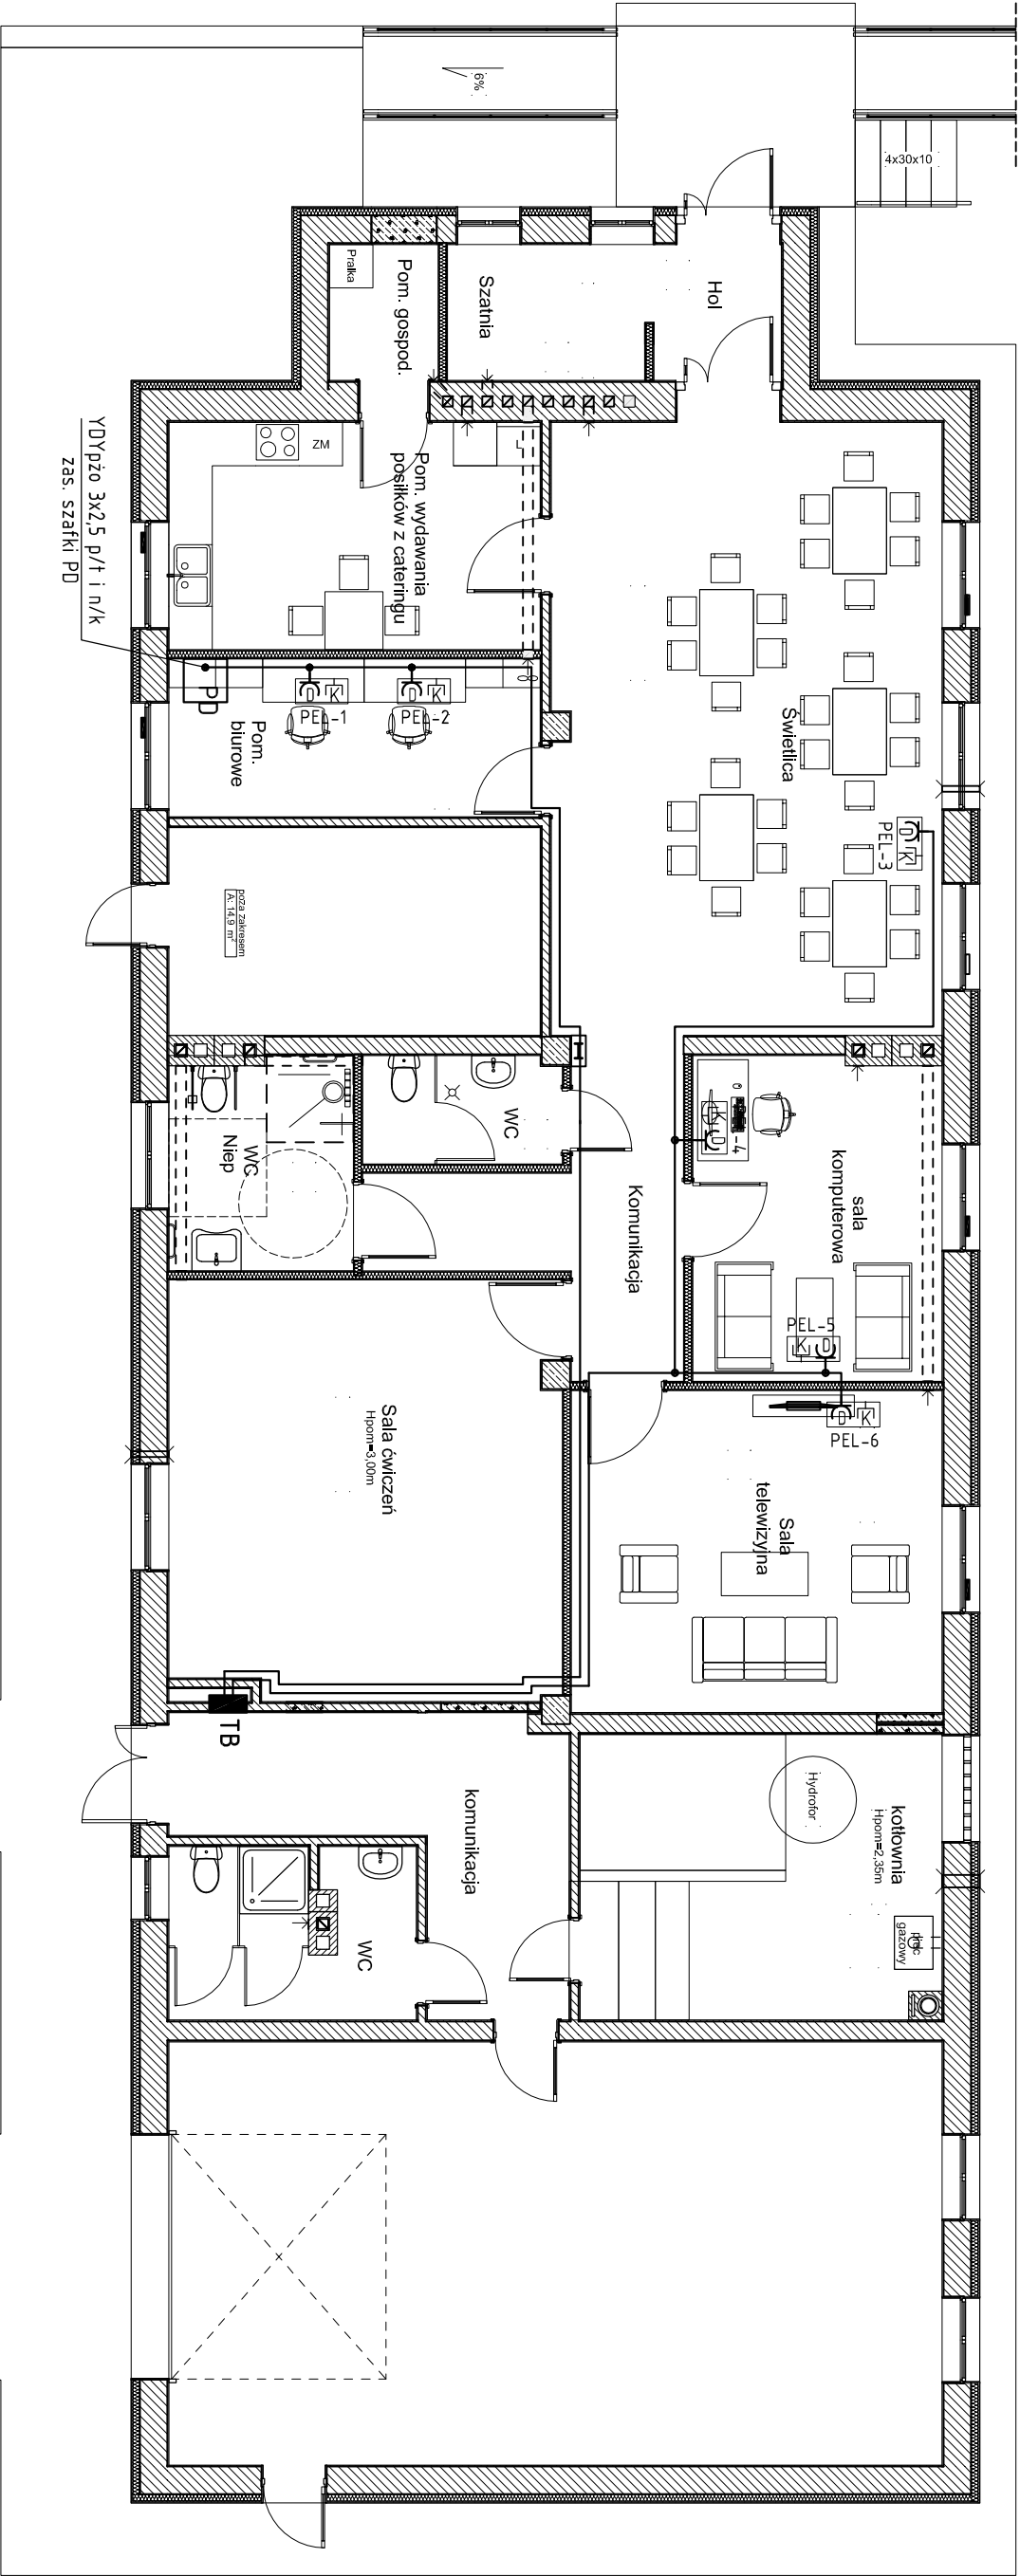 6%
4x30x10
Pralka
Pom. gospod.
Szatnia
Hol
ZM
L
Pom. wydawania
posiłków z cateringu
YDYpżo 3x2,5 p/t i n/k
zas. szafki PD
PD
D K
PEL-1
D K
PEL-2
Pom.
biurowe
Świetlica
D K
PEL-3
poza zakresem
A: 14,9 m²
WC
WC
Niep
Komunikacja
sala
komputerowa
K D
K D
PEL-5
D K
PEL-6
Sala ćwiczeń
Hpom=3,00m
Sala
telewizyjna
TB
komunikacja
Hydrofor
kotłownia
Hpom=2,35m
piec
gazowy
WC